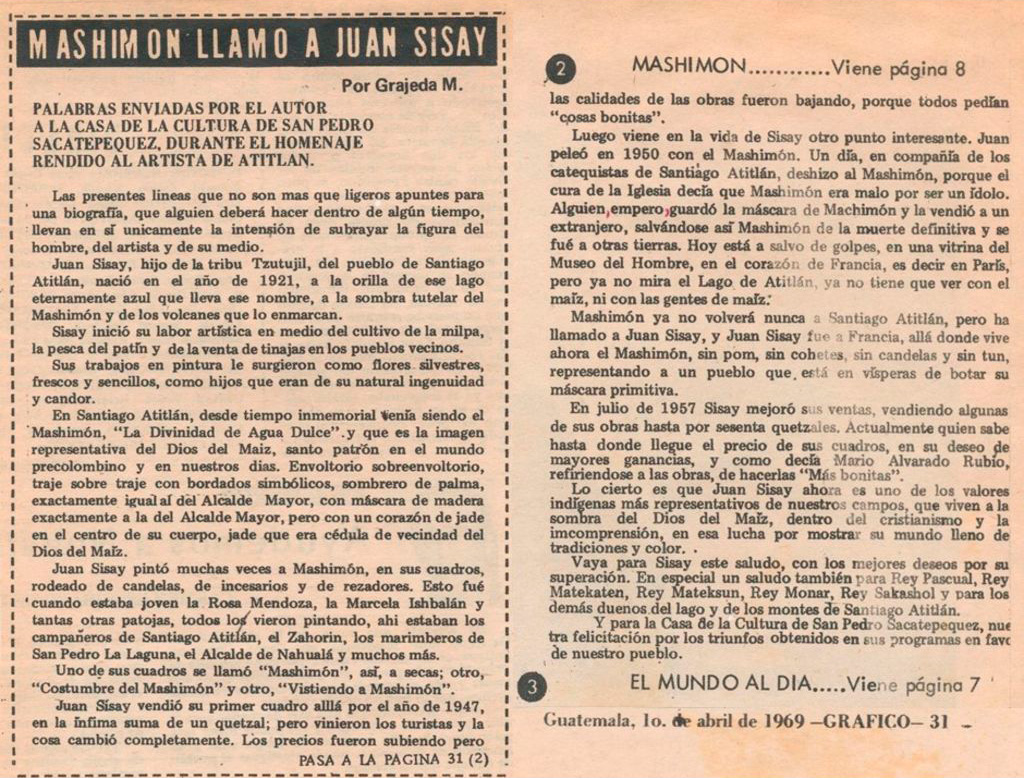 MASHIMON LLAMO A JUAN SISAY
Por Grajeda M.
PALABRAS ENVIADAS POR EL AUTOR
A LA CASA DE LA CULTURA DE SAN PEDRO
SACATEPEQUEZ, DURANTE EL HOMENAJE
RENDIDO AL ARTISTA DE ATITLAN.
Las presentes lineas que no son mas que ligeros apuntes para
una biografía, que alguien deberá hacer dentro de algún tiempo,
llevan en sí unicamente la intensión de subrayar la figura del
hombre, del artista y de su medio.
Juan Sisay, hijo de la tribu Tzutujil, del pueblo de Santiago
Atitlán, nació en el año de 1921, a la orilla de ese lago
eternamente azul que lleva ese nombre, a la sombra tutelar del
Mashimón y de los volcanes que lo enmarcan.
Sisay inició su labor artística en medio del cultivo de la milpa,
la pesca del patín y de la venta de tinajas en los pueblos vecinos.
Sus trabajos en pintura le surgieron como flores silvestres,
frescos y sencillos, como hijos que eran de su natural ingenuidad
y candor.
En Santiago Atitlán, desde tiempo inmemorial venía siendo el
Mashimón, "La Divinidad de Agua Dulce".y que es la imagen
representativa del Dios del Maiz, santo patrón en el mundo
precolombino y en nuestros dias. Envoltorio sobreenvoltorio,
traje sobre traje con bordados simbólicos, sombrero de palma,
exactamente igual al del Alcalde Mayor, con máscara de madera
exactamente a la del Alcalde Mayor, pero con un corazón de jade
en el centro de su cuerpo, jade que era cédula de vecindad del
Dios del Maíz.
Juan Sisay pintó muchas veces a Mashimón, en sus cuadros,
rodeado de candelas, de incesarios y de rezadores. Esto fué
cuando estaba joven la Rosa Mendoza, la Marcela Ishbalán y
tantas otras patojas, todos los vieron pintando, ahi estaban los
campañeros de Santiago Atitlán, el Zahorin, los marimberos de
San Pedro La Laguna, el Alcalde de Nahualá y muchos más.
Uno de sus cuadros se llamó "Mashimón", así, a secas; otro,
"Costumbre del Mashimón" y otro, "Vistiendo a Mashimón".
Juan Sisay vendió su primer cuadro alllá por el año de 1947,
en la ínfima suma de un quetzal; pero vinieron los turistas y la
cosa cambió completamente. Los precios fueron subiendo pero
PASA A LA PAGINA 31 (2)
2 MASHIMON............Viene página 8
las calidades de las obras fueron bajando, porque todos pedían
"cosas bonitas".
Luego viene en la vida de Sisay otro punto interesante. Juan
peleó en 1950 con el Mashimón. Un día, en compañía de los
catequistas de Santiago Atitlán, deshizo al Mashimón, porque el
cura de la Iglesia decía que Mashimón era malo por ser un ídolo.
Alguien, empero, guardó la máscara de Machimón y la vendió a un
extranjero, salvándose así Mashimón de la muerte definitiva y se
fué a otras tierras. Hoy está a salvo de golpes, en una vitrina del
Museo del Hombre, en el corazón de Francia, es decir en París,
pero ya no mira el Lago de Atitlán, ya no tiene que ver con el
maíz, ni con las gentes de maíz.
Mashimón ya no volverá nunca a Santiago Atitlán, pero ha
llamado a Juan Sisay, y Juan Sisay fue a Francia, allá donde vive
ahora el Mashimón, sin pom, sin cohetes, sin candelas y sin tun,
representando a un pueblo que está en vísperas de botar su
máscara primitiva.
En julio de 1957 Sisay mejoró sus ventas, vendiendo algunas
de sus obras hasta por sesenta quetzales. Actualmente quien sabe
hasta donde llegue el precio de sus cuadros, en su deseo de
mayores ganancias, y como decía Mario Alvarado Rubio,
refiriendose a las obras, de hacerlas "Más bonitas".
Lo cierto es que Juan Sisay ahora es uno de los valores
indígenas más representativos de nuestros campos, que viven a la
sombra del Dios del Maíz, dentro del cristianismo y la
imcomprensión, en esa lucha por mostrar su mundo lleno de
tradiciones y color. .
Vaya para Sisay este saludo, con los mejores deseos por su
superación. En especial un saludo también para Rey Pascual, Rey
Matekaten, Rey Mateksun, Rey Monar, Rey Sakashol y para los
demás duenos del lago y de los montes de Santiago Atitlán.
Y para la Casa de la Cultura de San Pedro Sacatepequez, nues
tra felicitación por los triunfos obtenidos en sus programas en favo
de nuestro pueblo.
3 EL MUNDO AL DIA.....Viene página 7
Guatemala, 1o. de abril de 1969 —GRAFICO— 31